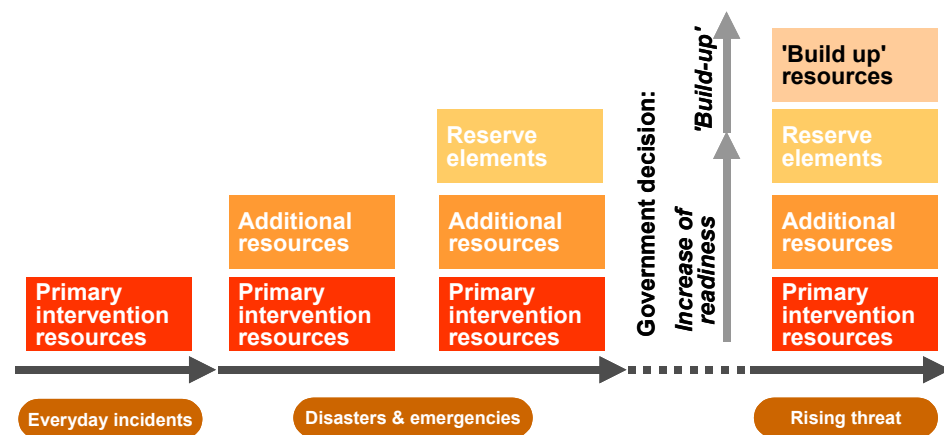 Primary
intervention
resources
Additional
resources
Primary
intervention
resources
Reserve
elements
Additional
resources
Primary
intervention
resources
Government decision:
Increase of
readiness
'Build-up'
'Build up'
resources
Reserve
elements
Additional
resources
Primary
intervention
resources
Everyday incidents
Disasters & emergencies
Rising threat